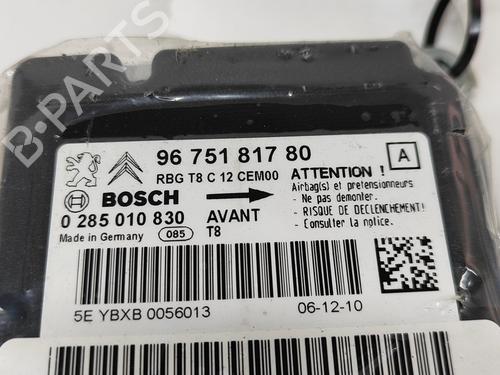 96 751 817 80
RBG T8 C 12 CEM00
A
BOSCH
ATTENTION !
Airbag(s) et pretensionneurs
- Ne pas demonter.
- RISQUE DE DECLENCHEMENT!
- Consulter la notice.
0 285 010 830
AVANT
T8
Made in Germany
085
5E YBXB 0056013
06-12-10
B-PARTS